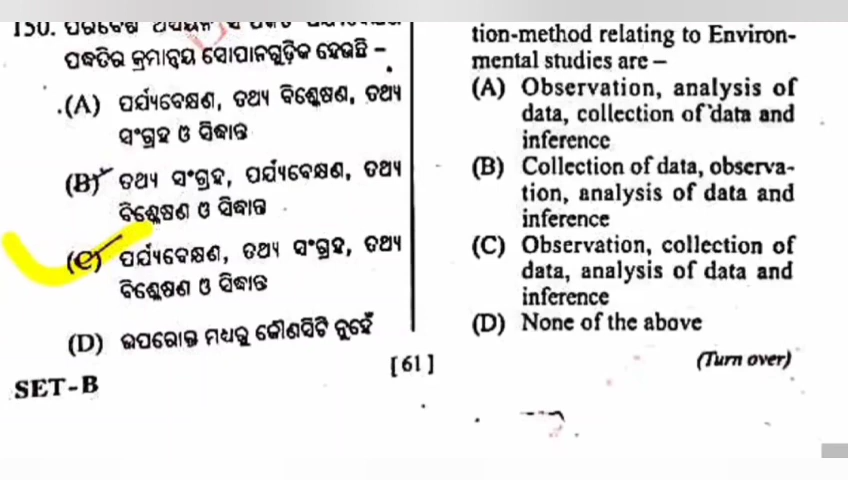 150. ପରିବେଶ
ପଦ୍ଧତିର କ୍ରମାନ୍ୱୟ ସୋପାନଗୁଡ଼ିକ ହେଉଛି –
(A) ପର୍ଯ୍ୟବେକ୍ଷଣ, ତଥ୍ୟ ବିଶ୍ଳେଷଣ, ତଥ୍ୟ
ସଂଗ୍ରହ ଓ ସିଦ୍ଧାନ୍ତ
(B) ତଥ୍ୟ ସଂଗ୍ରହ, ପର୍ଯ୍ୟବେକ୍ଷଣ, ତଥ୍ୟ
ବିଶ୍ଳେଷଣ ଓ ସିଦ୍ଧାନ୍ତ
(C) ପର୍ଯ୍ୟବେକ୍ଷଣ, ତଥ୍ୟ ସଂଗ୍ରହ, ତଥ୍ୟ
ବିଶ୍ଳେଷଣ ଓ ସିଦ୍ଧାନ୍ତ
(D) ଉପରୋକ୍ତ ମଧ୍ୟରୁ କୌଣସିଟି ନୁହେଁ
SET-B
tion-method relating to Environ-
mental studies are –
(A) Observation, analysis of
data, collection of data and
inference
(B) Collection of data, observa-
tion, analysis of data and
inference
(C) Observation, collection of
data, analysis of data and
inference
(D) None of the above
[ 61 ]
(Turn over)